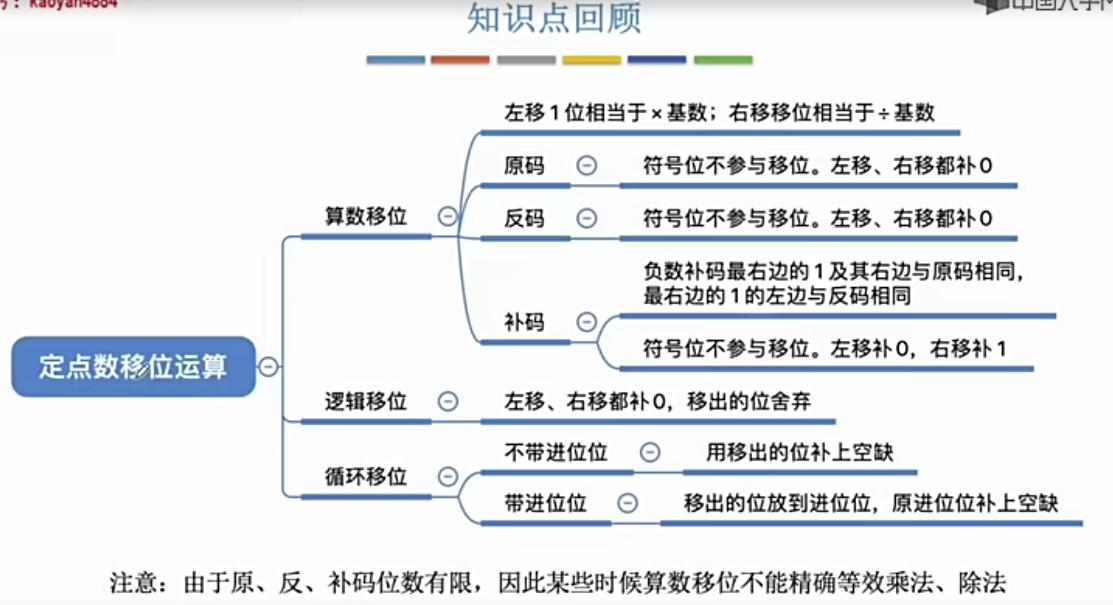 kaoyan4884
知识点回顾
左移1位相当于×基数；右移移位相当于÷基数
原码
符号位不参与移位。左移、右移都补0
算数移位
反码
符号位不参与移位。左移、右移都补0
负数补码最右边的1及其右边与原码相同，
最右边的1的左边与反码相同
补码
符号位不参与移位。左移补0，右移补1
定点数移位运算
逻辑移位
左移、右移都补0，移出的位舍弃
不带进位位
用移出的位补上空缺
循环移位
带进位位
移出的位放到进位位，原进位位补上空缺
注意：由于原、反、补码位数有限，因此某些时候算数移位不能精确等效乘法、除法